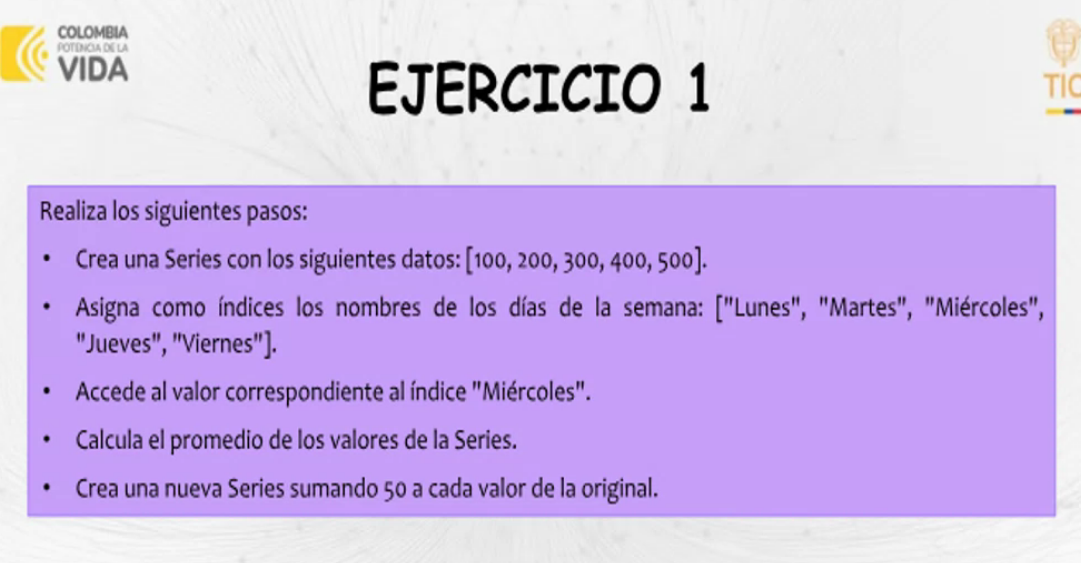 COLOMBIA
POTENCIA DE LA
VIDA
TIC
EJERCICIO 1
Realiza los siguientes pasos:
• Crea una Series con los siguientes datos: [100, 200, 300, 400, 500].
• Asigna como índices los nombres de los días de la semana: ["Lunes", "Martes", "Miércoles",
"Jueves", "Viernes"].
• Accede al valor correspondiente al índice "Miércoles".
• Calcula el promedio de los valores de la Series.
• Crea una nueva Series sumando 50 a cada valor de la original.